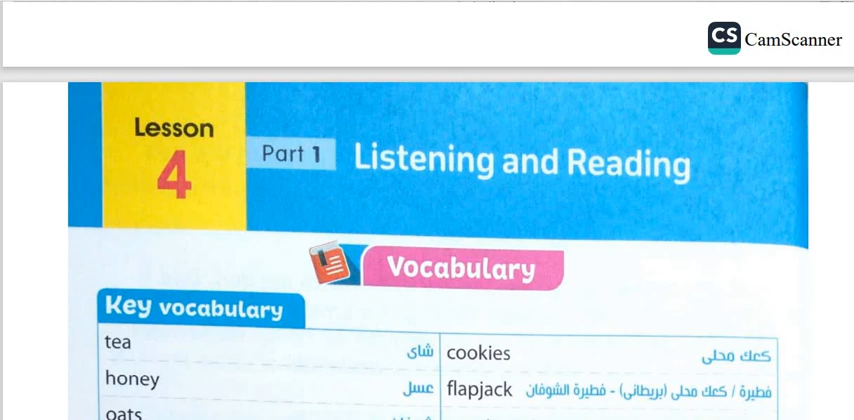 CS CamScanner
Lesson
4
Part 1
Listening and Reading
Vocabulary
Key vocabulary
tea شاى
cookies كعك محلى
honey عسل
flapjack فطيرة / كعك محلى (بريطانى) - فطيرة الشوفان
oats